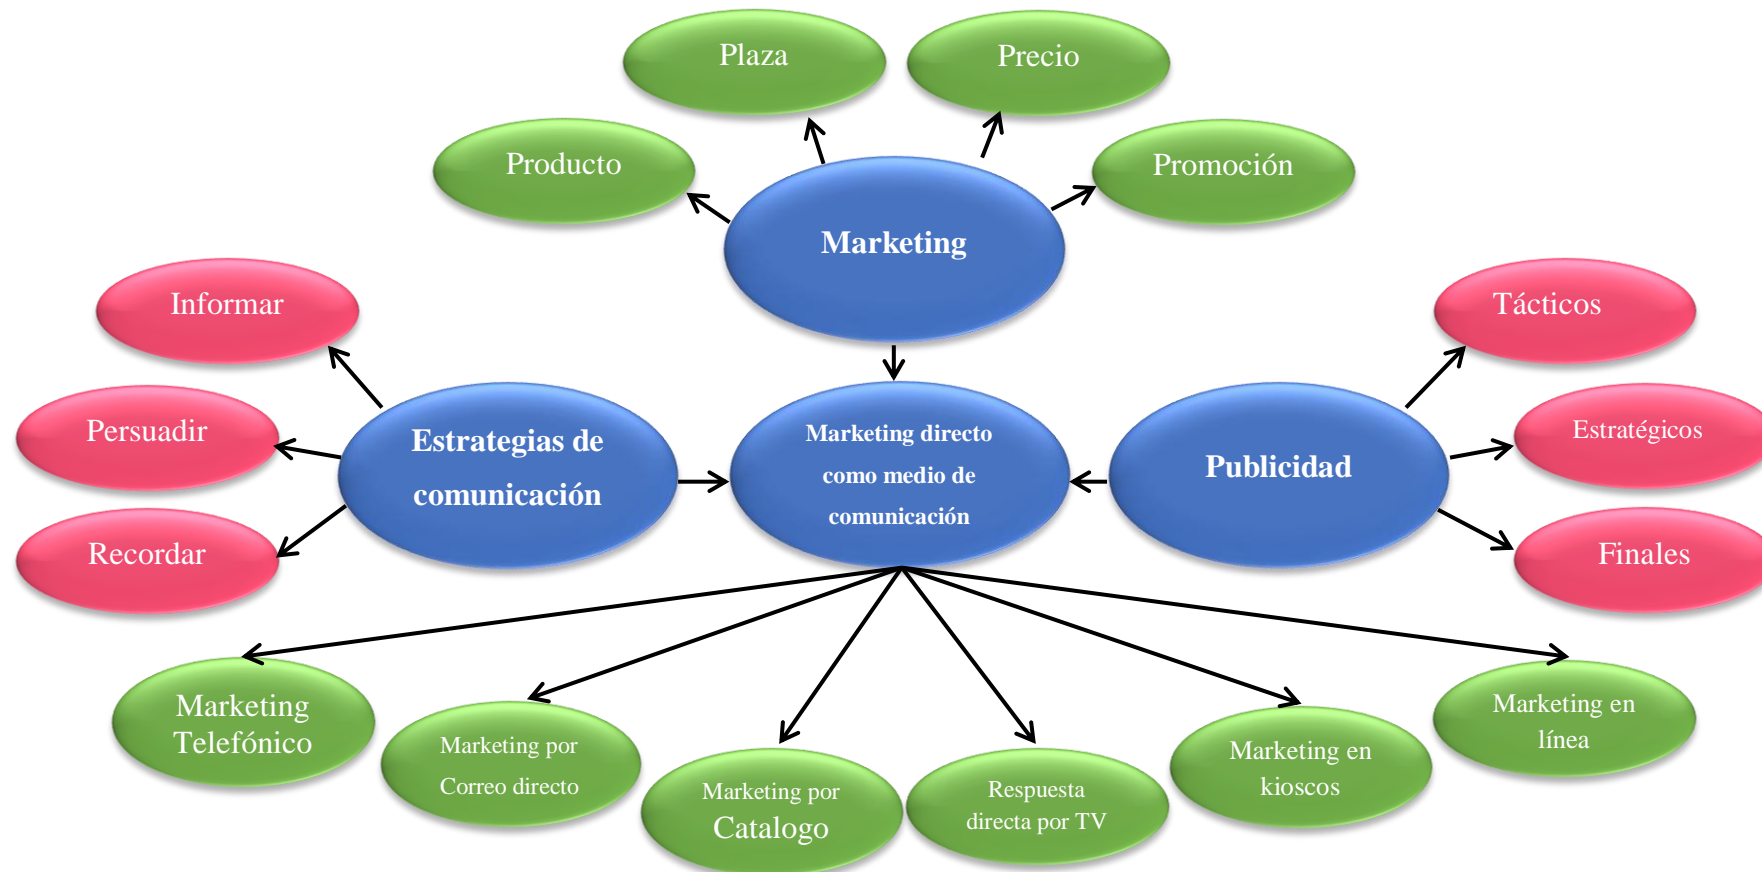 Plaza
Precio
Producto
Promoción
Marketing
Informar
Tácticos
Persuadir
Estrategias de
comunicación
Marketing directo
como medio de
comunicación
Publicidad
Estratégicos
Recordar
Finales
Marketing
Telefónico
Marketing por
Correo directo
Marketing por
Catalogo
Respuesta
directa por TV
Marketing en
kioscos
Marketing en
línea